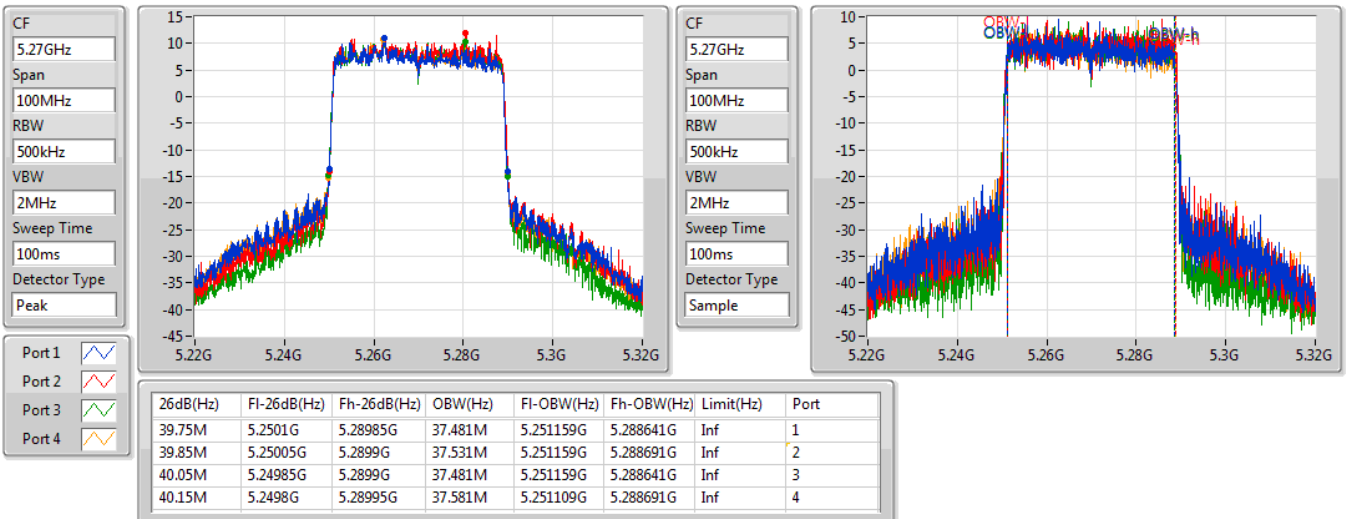 CF
5.27GHz
Span
100MHz
RBW
500kHz
VBW
2MHz
Sweep Time
100ms
Detector Type
Peak
15
10
5
0
-5
-10
-15
-20
-25
-30
-35
-40
-45
5.22G 5.24G 5.26G 5.28G 5.3G 5.32G
CF
5.27GHz
Span
100MHz
RBW
500kHz
VBW
2MHz
Sweep Time
100ms
Detector Type
Sample
10
5
0
-5
-10
-15
-20
-25
-30
-35
-40
-45
-50
OBW-l
OBW-h
5.22G 5.24G 5.26G 5.28G 5.3G 5.32G
Port 1
Port 2
Port 3
Port 4
26dB(Hz) Fl-26dB(Hz) Fh-26dB(Hz) OBW(Hz) Fl-OBW(Hz) Fh-OBW(Hz) Limit(Hz) Port
39.75M 5.2501G 5.28985G 37.481M 5.251159G 5.288641G Inf 1
39.85M 5.25005G 5.2899G 37.531M 5.251159G 5.288691G Inf 2
40.05M 5.24985G 5.2899G 37.481M 5.251159G 5.288641G Inf 3
40.15M 5.2498G 5.28995G 37.581M 5.251109G 5.288691G Inf 4